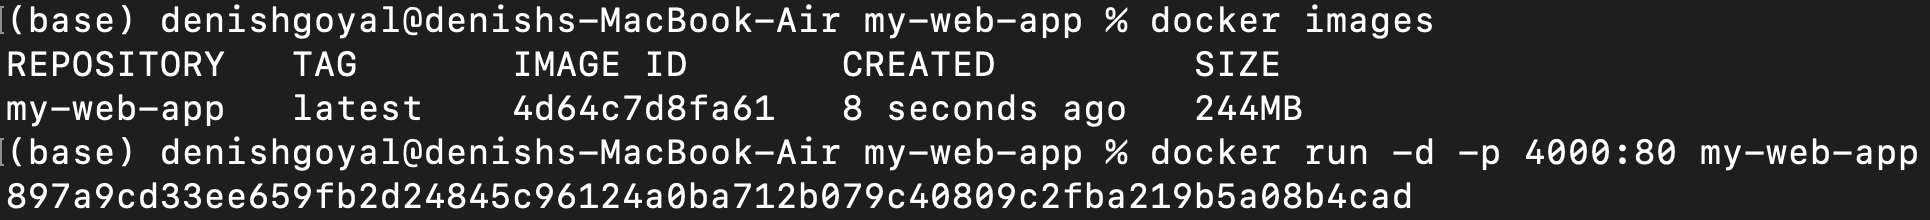 (base) denishgoyal@denishs-MacBook-Air my-web-app % docker images
REPOSITORY   TAG       IMAGE ID       CREATED         SIZE
my-web-app   latest    4d64c7d8fa61   8 seconds ago   244MB
(base) denishgoyal@denishs-MacBook-Air my-web-app % docker run -d -p 4000:80 my-web-app
897a9cd33ee659fb2d24845c96124a0ba712b079c40809c2fba219b5a08b4cad